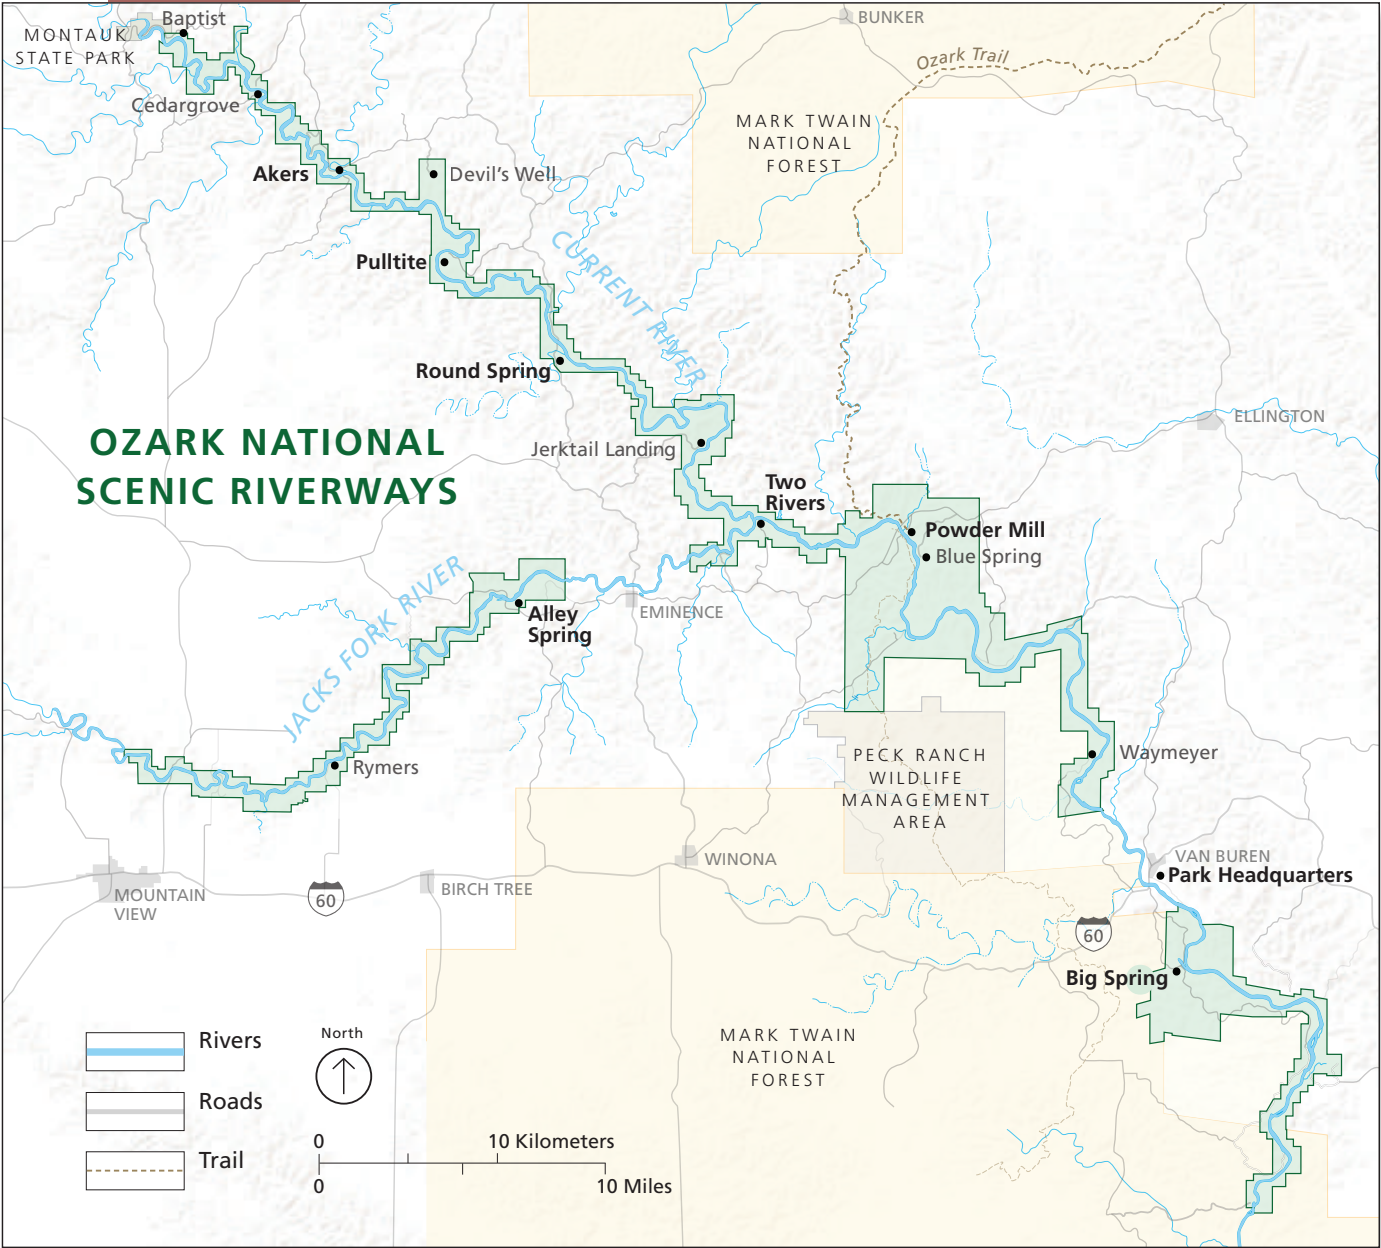 Baptist
MONTAUK
STATE PARK
Cedargrove
BUNKER
Ozark Trail
MARK TWAIN
NATIONAL
FOREST
Akers
Devil's Well
Pulltite
CURRENT RIVER
Round Spring
OZARK NATIONAL
SCENIC RIVERWAYS
Jerktail Landing
ELLINGTON
Two
Rivers
Powder Mill
Blue Spring
JACKS FORK RIVER
Alley
Spring
EMINENCE
Rymers
PECK RANCH
WILDLIFE
MANAGEMENT
AREA
Waymeyer
WINONA
VAN BUREN
Park Headquarters
MOUNTAIN
VIEW
60
BIRCH TREE
60
Big Spring
MARK TWAIN
NATIONAL
FOREST
Rivers
Roads
Trail
North
0
10 Kilometers
0
10 Miles